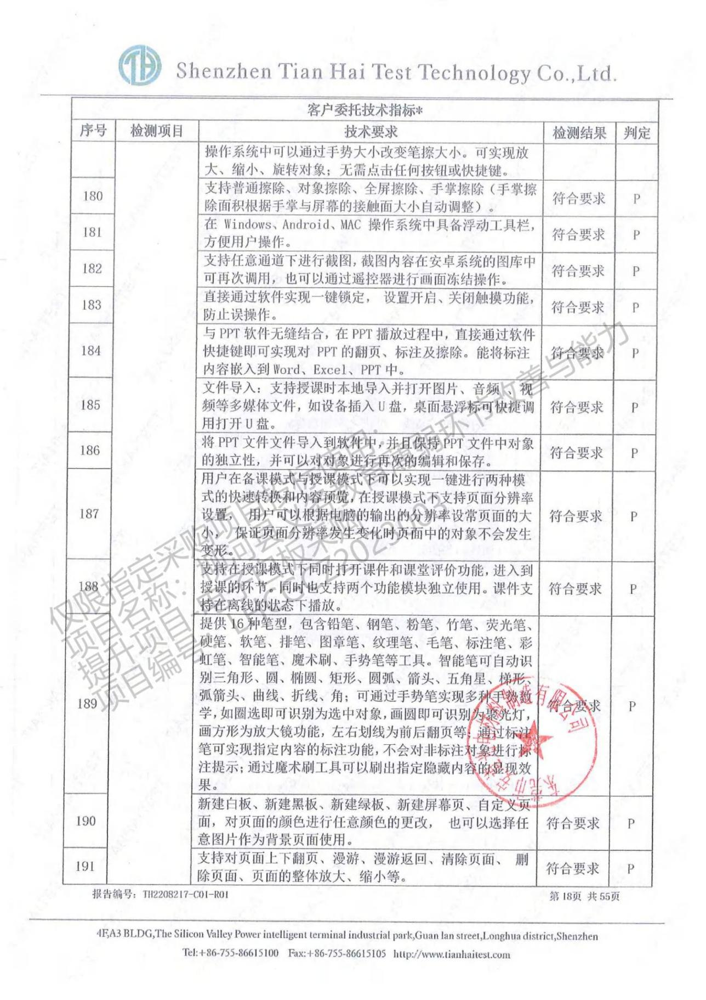 TH Shenzhen Tian Hai Test Technology Co.,Ltd.
客户委托技术指标*
序号 检测项目 技术要求 检测结果 判定
操作系统中可以通过手势大小改变笔擦大小。可实现放
大、缩小、旋转对象；无需点击任何按钮或快捷键。
180 支持普通擦除、对象擦除、全屏擦除、手掌擦除（手掌擦 符合要求 P
除面积根据手掌与屏幕的接触面大小自动调整）。
181 在 Windows、Android、MAC 操作系统中具备浮动工具栏， 符合要求 P
方便用户操作。
182 支持任意通道下进行截图，截图内容在安卓系统的图库中 符合要求 P
可再次调用，也可以通过遥控器进行画面冻结操作。
183 直接通过软件实现一键锁定， 设置开启、关闭触摸功能， 符合要求 P
防止误操作。
与 PPT 软件无缝结合，在 PPT 播放过程中，直接通过软件
184 快捷键即可实现对 PPT 的翻页、标注及擦除。能将标注 符合要求 P
内容嵌入到 Word、Excel、PPT 中。
文件导入：支持授课时本地导入并打开图片、音频 、视
185 频等多媒体文件，如设备插入 U 盘，桌面悬浮标可快捷调 符合要求 P
用打开 U 盘。
186 将 PPT 文件文件导入到软件中，并且保持 PPT 文件中对象 符合要求 P
的独立性，并可以对对象进行再次的编辑和保存。
用户在备课模式与授课模式下可以实现一键进行两种模
式的快速转换和内容预览，在授课模式下支持页面分辨率
187 设置， 用户可以根据电脑的输出的分辨率设常页面的大 符合要求 P
小， 保证页面分辨率发生变化时页面中的对象不会发生
变形。
支持在授课模式下同时打开课件和课堂评价功能，进入到
188 授课的环节。同时也支持两个功能模块独立使用。课件支 符合要求 P
持在离线的状态下播放。
提供 16 种笔型，包含铅笔、钢笔、粉笔、竹笔、荧光笔、
硬笔、软笔、排笔、图章笔、纹理笔、毛笔、标注笔、彩
虹笔、智能笔、魔术刷、手势笔等工具。智能笔可自动识
别三角形、圆、椭圆、矩形、圆弧、箭头、五角星、梯形、
189 弧箭头、曲线、折线、角；可通过手势笔实现多种手势教 符合要求 P
学，如圈选即可识别为选中对象，画圆即可识别为聚光灯，
画方形为放大镜功能，左右划线为前后翻页等；通过标注
笔可实现指定内容的标注功能，不会对非标注对象进行标
注提示；通过魔术刷工具可以刷出指定隐藏内容的显现效
果。
新建白板、新建黑板、新建绿板、新建屏幕页、自定义页
190 面，对页面的颜色进行任意颜色的更改， 也可以选择任 符合要求 P
意图片作为背景页面使用。
191 支持对页面上下翻页、漫游、漫游返回、清除页面、 删 符合要求 P
除页面、页面的整体放大、缩小等。
仅限指定采购项目投标使用：
义务教育薄弱环节改善与能力
提升项目-电子白板采购
项目编号：LHCGCZ2023003
报告编号：TH2208217-C01-R01 第 18页 共 55页
4F,A3 BLDG,The Silicon Valley Power intelligent terminal industrial park,Guan lan street,Longhua district,Shenzhen
Tel:+86-755-86615100 Fax:+86-755-86615105 http://www.tianhaitest.com